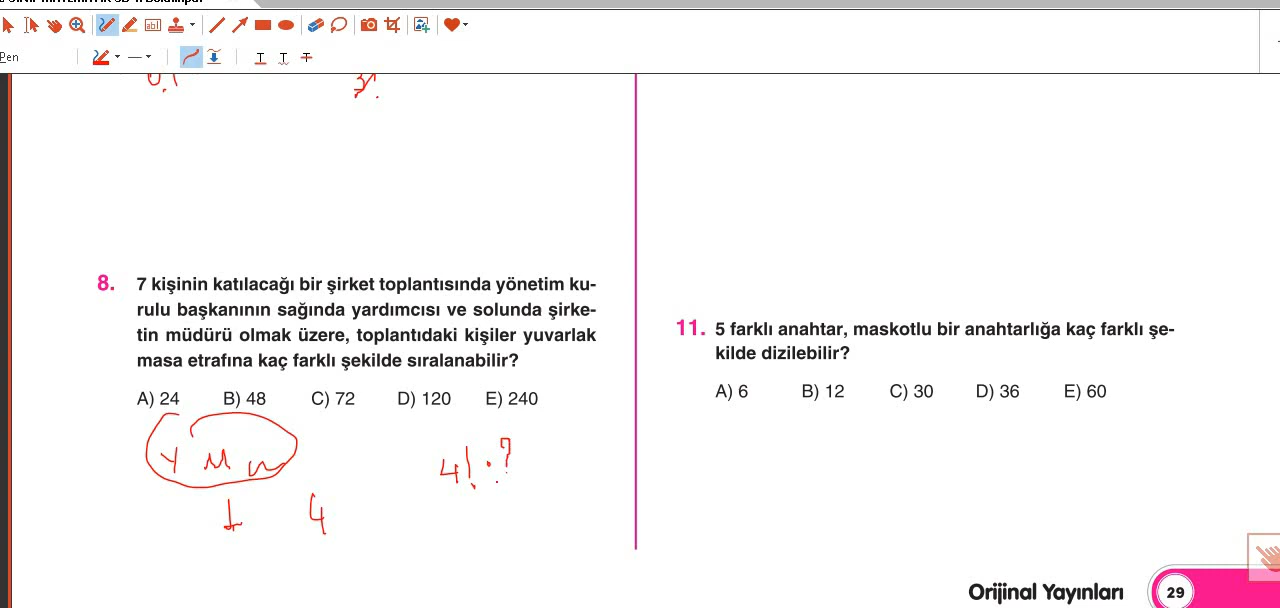 Pen
8. 7 kişinin katılacağı bir şirket toplantısında yönetim ku-
rulu başkanının sağında yardımcısı ve solunda şirke-
tin müdürü olmak üzere, toplantıdaki kişiler yuvarlak
masa etrafına kaç farklı şekilde sıralanabilir?
A) 24 B) 48 C) 72 D) 120 E) 240
4! . ?
4
11. 5 farklı anahtar, maskotlu bir anahtarlığa kaç farklı şe-
kilde dizilebilir?
A) 6 B) 12 C) 30 D) 36 E) 60
Orijinal Yayınları
29